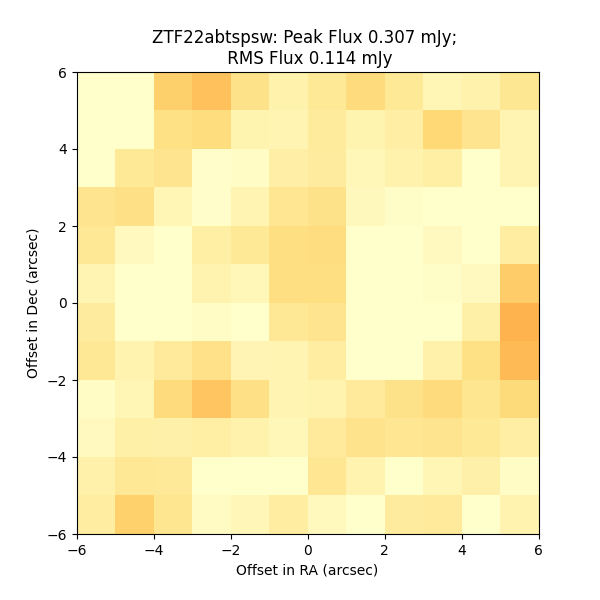 ZTF22abtspsw: Peak Flux 0.307 mJy;
RMS Flux 0.114 mJy
6
4
2
0
−2
−4
−6
Offset in Dec (arcsec)
−6 −4 −2 0 2 4 6
Offset in RA (arcsec)